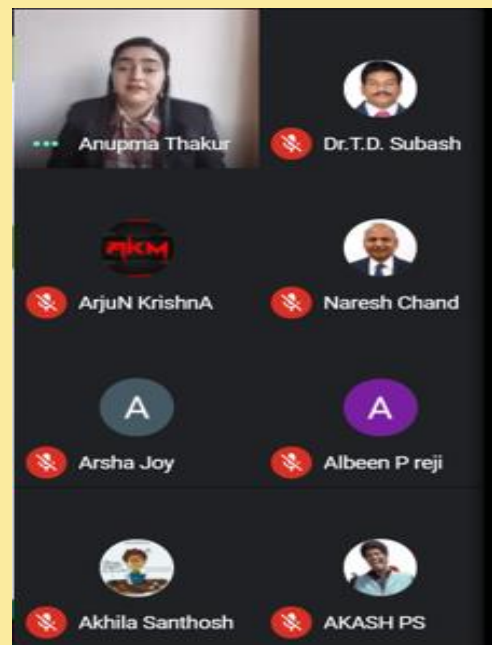 Anupma Thakur
Dr.T.D. Subash
AKM
ArjuN KrishnA
Naresh Chand
A
Arsha Joy
A
Albeen P reji
Akhila Santhosh
AKASH PS